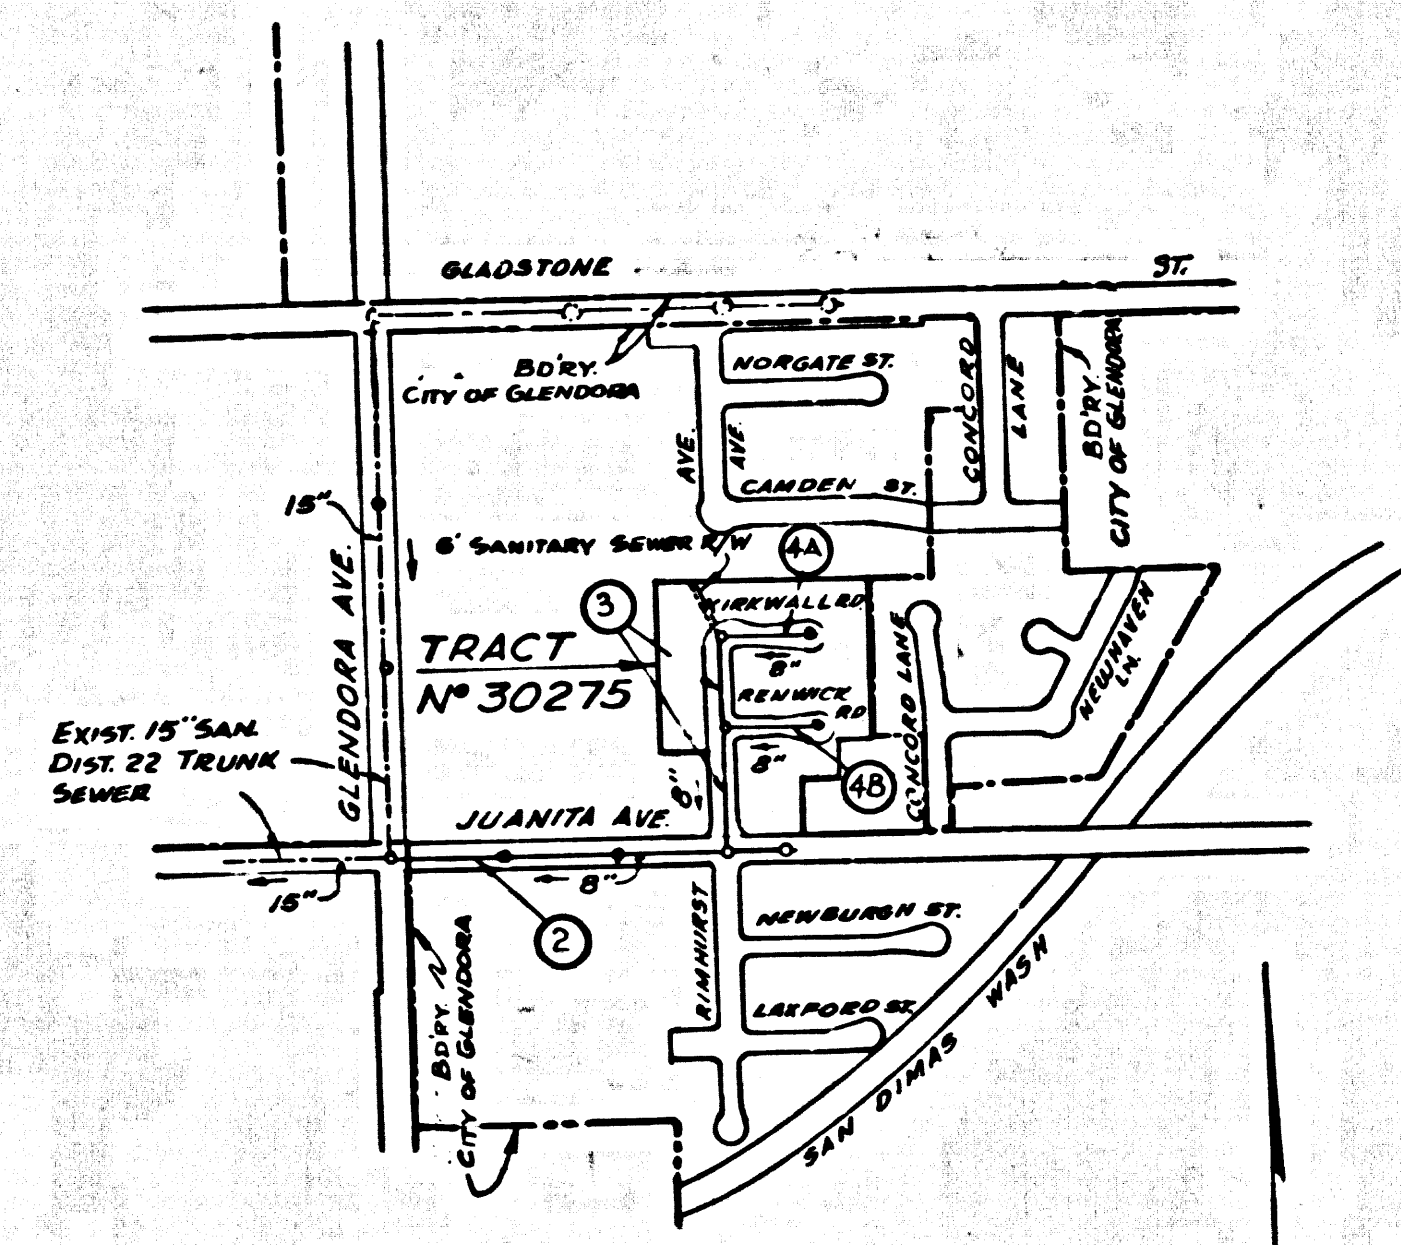 GLADSTONE
ST.
BD'RY.
CITY OF GLENDORA
NORGATE ST.
CONCORD
LANE
BD'RY.
CITY OF GLENDORA
AVE.
AVE.
CAMDEN ST.
15"
6' SANITARY SEWER R/W
4A
GLENDORA AVE.
3
KIRKWALL RD.
8"
TRACT
Nº 30275
RENWICK
RD
8"
CONCORD LANE
NEWHAVEN
LN.
EXIST. 15" SAN.
DIST. 22 TRUNK
SEWER
8"
4B
JUANITA AVE.
15"
8"
2
RIMHURST
NEWBURGH ST.
LAXFORD ST.
BD'RY.
CITY OF GLENDORA
SAN DIMAS WASH